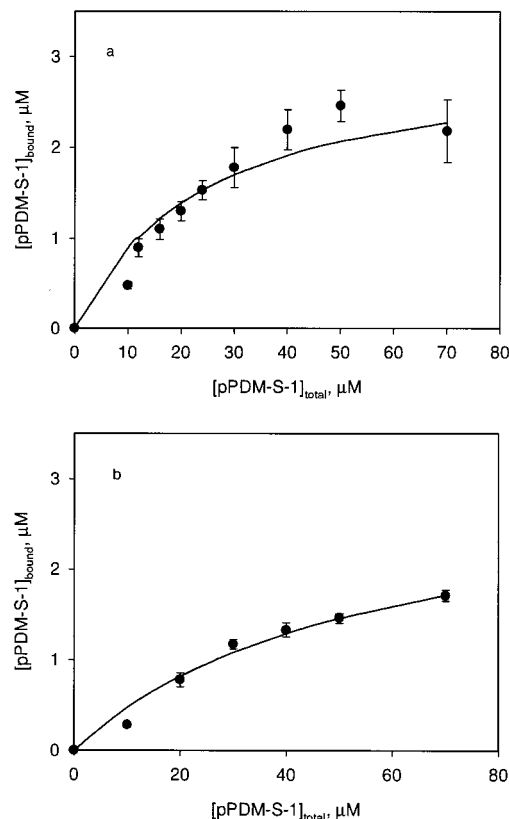 a
[pPDM-S-1]bound, µM
3
2
1
0
0 10 20 30 40 50 60 70 80
[pPDM-S-1]total, µM
b
[pPDM-S-1]bound, µM
3
2
1
0
0 20 40 60 80
[pPDM-S-1]total, µM